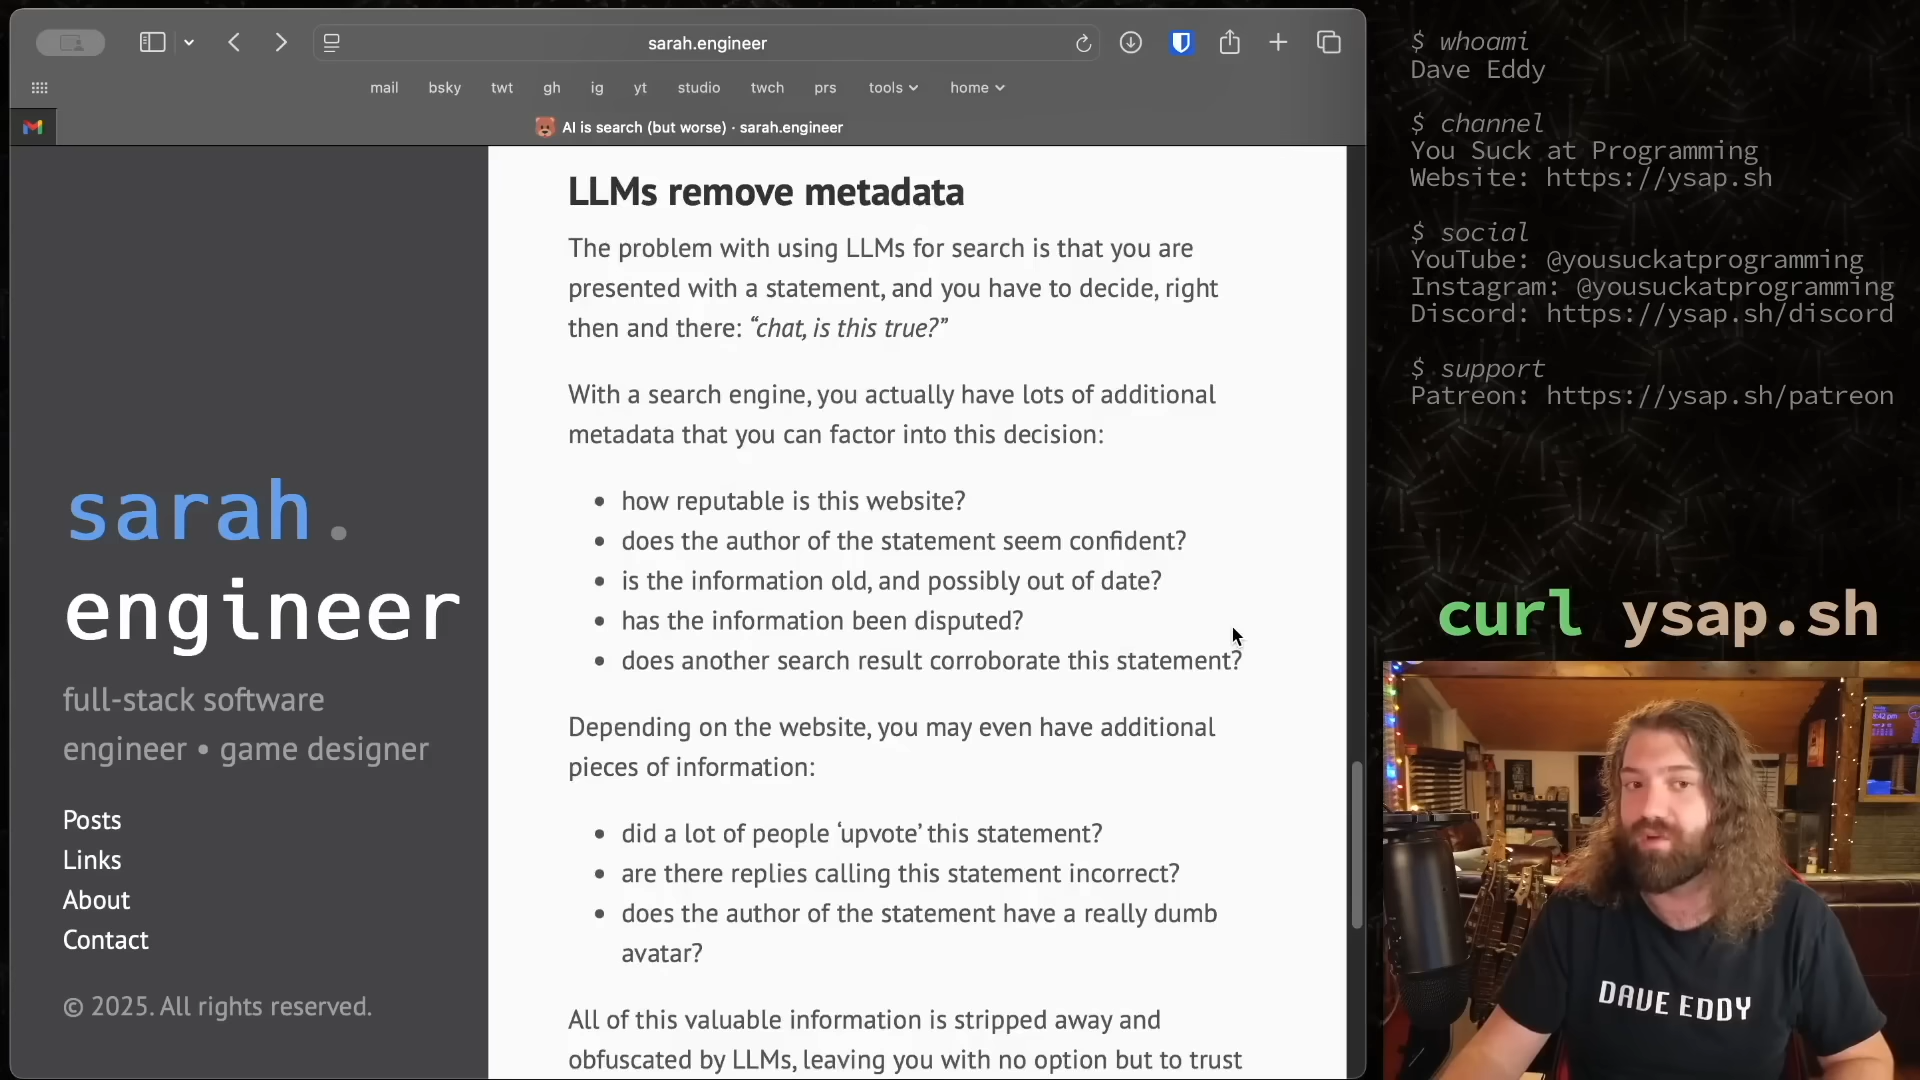 sarah.engineer
mail bsky twt gh ig yt studio twch prs tools home
AI is search (but worse) · sarah.engineer
sarah.
engineer
full-stack software
engineer • game designer
Posts
Links
About
Contact
© 2025. All rights reserved.
LLMs remove metadata
The problem with using LLMs for search is that you are
presented with a statement, and you have to decide, right
then and there: “chat, is this true?”
With a search engine, you actually have lots of additional
metadata that you can factor into this decision:
• how reputable is this website?
• does the author of the statement seem confident?
• is the information old, and possibly out of date?
• has the information been disputed?
• does another search result corroborate this statement?
Depending on the website, you may even have additional
pieces of information:
• did a lot of people ‘upvote’ this statement?
• are there replies calling this statement incorrect?
• does the author of the statement have a really dumb
avatar?
All of this valuable information is stripped away and
obfuscated by LLMs, leaving you with no option but to trust
$ whoami
Dave Eddy
$ channel
You Suck at Programming
Website: https://ysap.sh
$ social
YouTube: @yousuckatprogramming
Instagram: @yousuckatprogramming
Discord: https://ysap.sh/discord
$ support
Patreon: https://ysap.sh/patreon
curl ysap.sh
DAVE EDDY